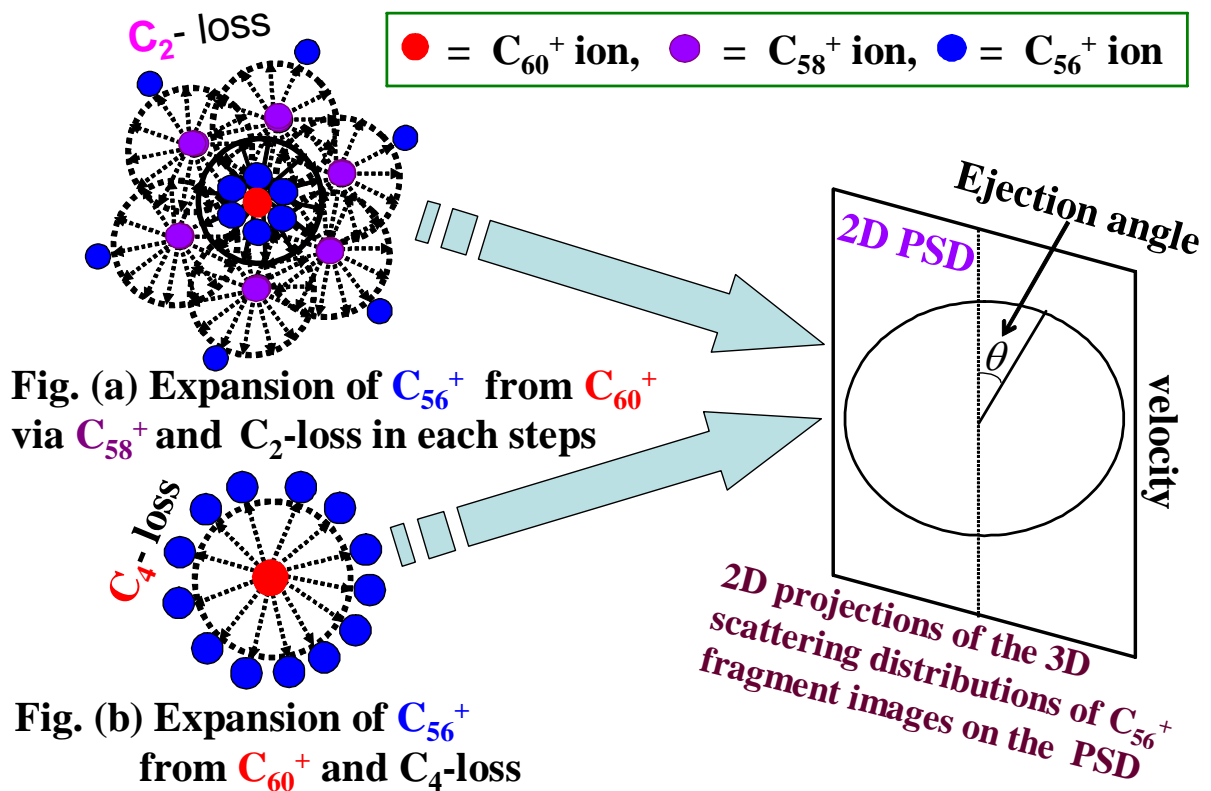 C₂- loss
= C₆₀⁺ ion, = C₅₈⁺ ion, = C₅₆⁺ ion
Fig. (a) Expansion of C₅₆⁺ from C₆₀⁺
via C₅₈⁺ and C₂-loss in each steps
C₄- loss
Fig. (b) Expansion of C₅₆⁺
from C₆₀⁺ and C₄-loss
Ejection angle
2D PSD
θ
velocity
2D projections of the 3D
scattering distributions of C₅₆⁺
fragment images on the PSD